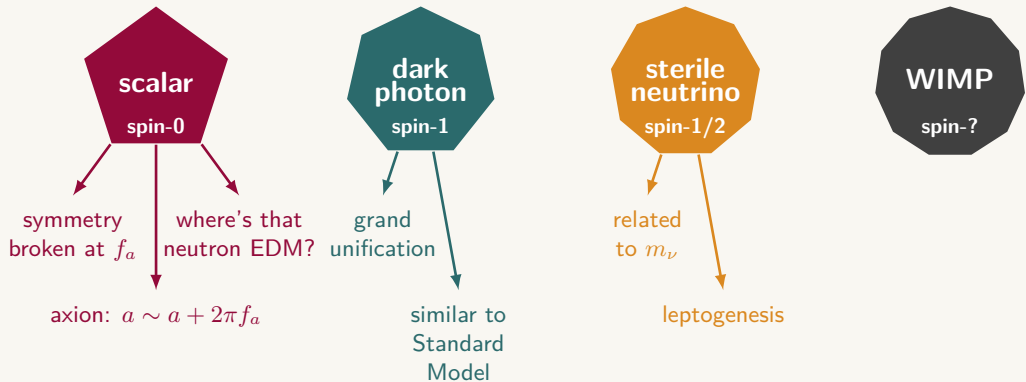 scalar
spin-0
symmetry
broken at $f_a$
where's that
neutron EDM?
axion: $a \sim a + 2\pi f_a$
dark
photon
spin-1
grand
unification
similar to
Standard
Model
sterile
neutrino
spin-1/2
related
to $m_\nu$
leptogenesis
WIMP
spin-?